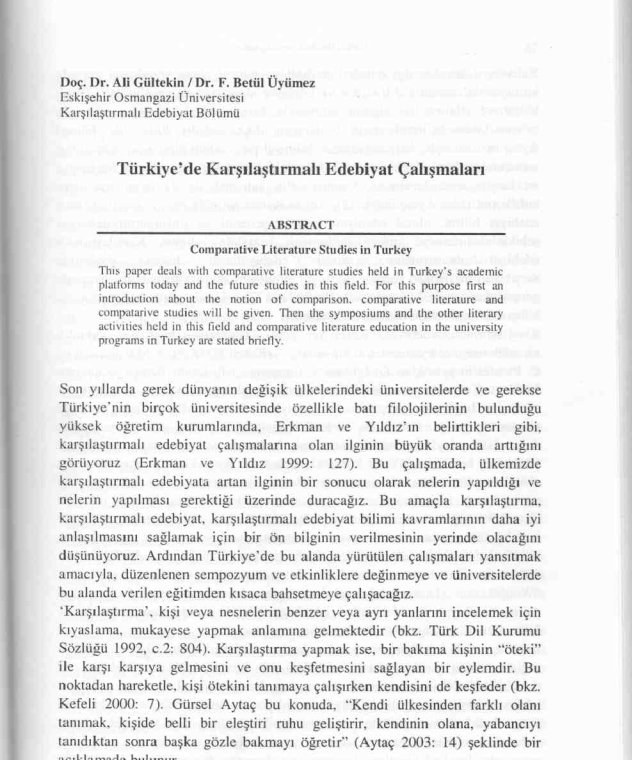 Doç. Dr. Ali Gültekin / Dr. F. Betül Üyümez
Eskişehir Osmangazi Üniversitesi
Karşılaştırmalı Edebiyat Bölümü
Türkiye'de Karşılaştırmalı Edebiyat Çalışmaları
ABSTRACT
Comparative Literature Studies in Turkey
This paper deals with comparative literature studies held in Turkey's academic
platforms today and the future studies in this field. For this purpose first an
introduction about the notion of comparison, comparative literature and
compatarive studies will be given. Then the symposiums and the other literary
activities held in this field and comparative literature education in the university
programs in Turkey are stated briefly.
Son yıllarda gerek dünyanın değişik ülkelerindeki üniversitelerde ve gerekse
Türkiye'nin birçok üniversitesinde özellikle batı filolojilerinin bulunduğu
yüksek öğretim kurumlarında, Erkman ve Yıldız'ın belirttikleri gibi,
karşılaştırmalı edebiyat çalışmalarına olan ilginin büyük oranda arttığını
görüyoruz (Erkman ve Yıldız 1999: 127). Bu çalışmada, ülkemizde
karşılaştırmalı edebiyata artan ilginin bir sonucu olarak nelerin yapıldığı ve
nelerin yapılması gerektiği üzerinde duracağız. Bu amaçla karşılaştırma,
karşılaştırmalı edebiyat, karşılaştırmalı edebiyat bilimi kavramlarının daha iyi
anlaşılmasını sağlamak için bir ön bilginin verilmesinin yerinde olacağını
düşünüyoruz. Ardından Türkiye'de bu alanda yürütülen çalışmaları yansıtmak
amacıyla, düzenlenen sempozyum ve etkinliklere değinmeye ve üniversitelerde
bu alanda verilen eğitimden kısaca bahsetmeye çalışacağız.
'Karşılaştırma', kişi veya nesnelerin benzer veya ayrı yanlarını incelemek için
kıyaslama, mukayese yapmak anlamına gelmektedir (bkz. Türk Dil Kurumu
Sözlüğü 1992, c.2: 804). Karşılaştırma yapmak ise, bir bakıma kişinin "öteki"
ile karşı karşıya gelmesini ve onu keşfetmesini sağlayan bir eylemdir. Bu
noktadan hareketle, kişi ötekini tanımaya çalışırken kendisini de keşfeder (bkz.
Kefeli 2000: 7). Gürsel Aytaç bu konuda, "Kendi ülkesinden farklı olanı
tanımak, kişide belli bir eleştiri ruhu geliştirir, kendinin olana, yabancıyı
tanıdıktan sonra başka gözle bakmayı öğretir" (Aytaç 2003: 14) şeklinde bir
açıklamada bulunur.